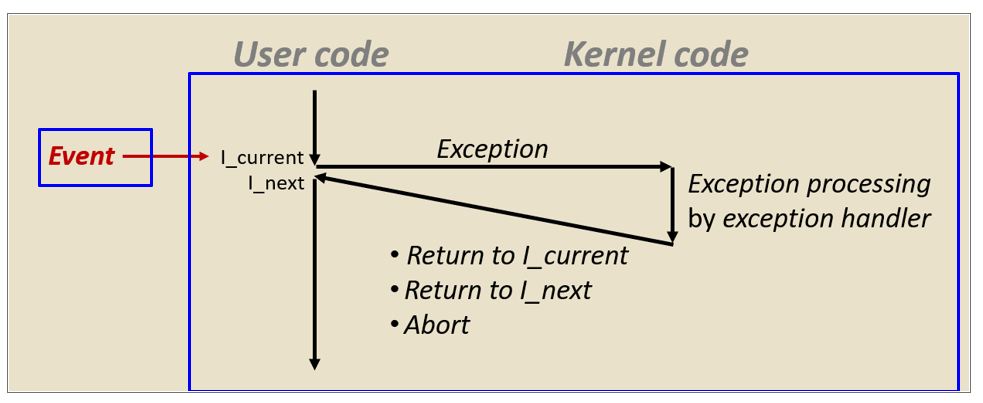 User code
Kernel code
Event
I_current
I_next
Exception
Exception processing
by exception handler
• Return to I_current
• Return to I_next
• Abort